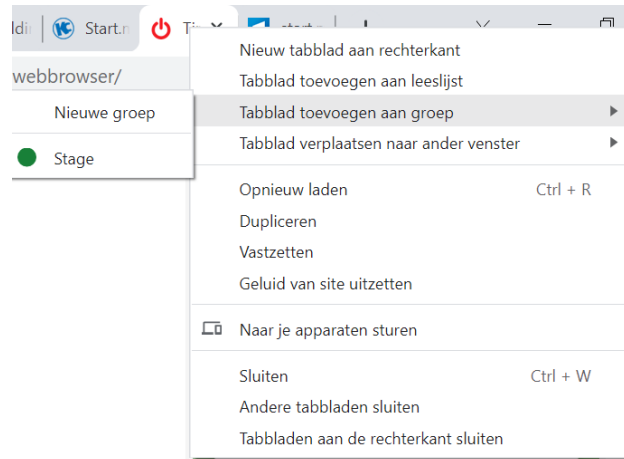 Start.n
webbrowser/
Nieuwe groep
Stage
Nieuw tabblad aan rechterkant
Tabblad toevoegen aan leeslijst
Tabblad toevoegen aan groep
Tabblad verplaatsen naar ander venster
Opnieuw laden Ctrl + R
Dupliceren
Vastzetten
Geluid van site uitzetten
Naar je apparaten sturen
Sluiten Ctrl + W
Andere tabbladen sluiten
Tabbladen aan de rechterkant sluiten